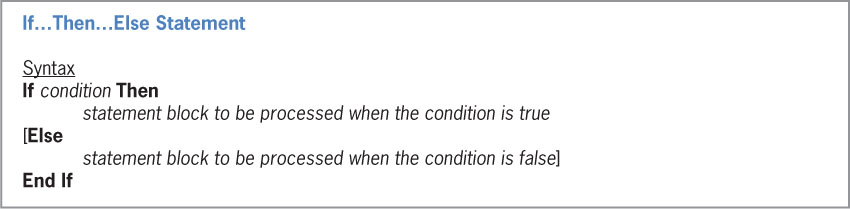 If…Then…Else Statement
Syntax
If condition Then
statement block to be processed when the condition is true
[Else
statement block to be processed when the condition is false]
End If